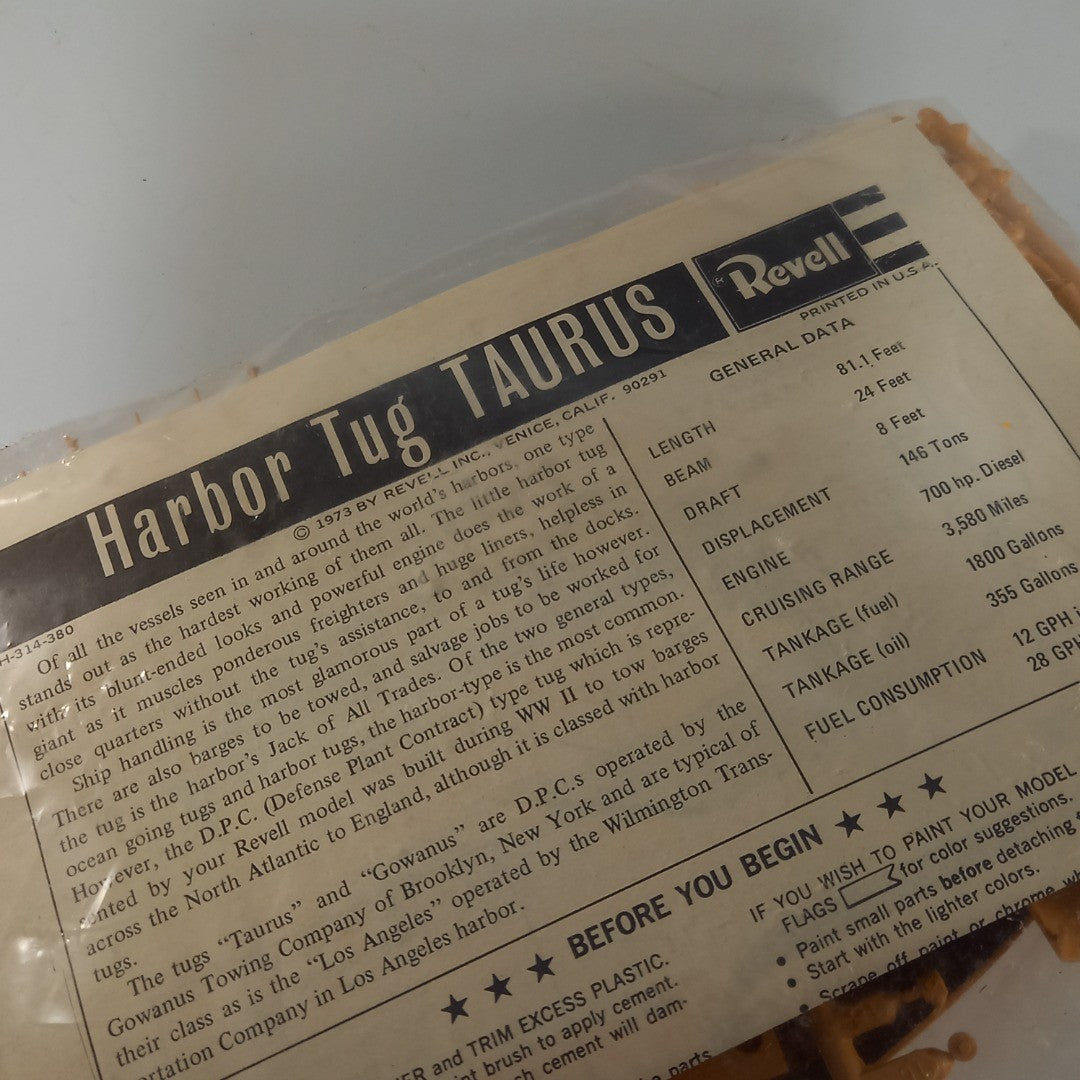 Harbor Tug TAURUS
Revell
PRINTED IN U.S.A.
H-314-380
© 1973 BY REVELL INC., VENICE, CALIF. 90291
Of all the vessels seen in and around the world's harbors, one type
stands out as the hardest working of them all. The little harbor tug
with its blunt-ended looks and powerful engine does the work of a
giant as it muscles ponderous freighters and huge liners, helpless in
close quarters without the tug's assistance, to and from the docks.
Ship handling is the most glamorous part of a tug's life however.
There are also barges to be towed, and salvage jobs to be worked for
the tug is the harbor's Jack of All Trades. Of the two general types,
ocean going tugs and harbor tugs, the harbor-type is the most common.
However, the D.P.C. (Defense Plant Contract) type tug which is repre-
sented by your Revell model was built during WW II to tow barges
across the North Atlantic to England, although it is classed with harbor
tugs.
The tugs "Taurus" and "Gowanus" are D.P.C.s operated by the
Gowanus Towing Company of Brooklyn, New York and are typical of
their class as is the "Los Angeles" operated by the Wilmington Trans-
ortation Company in Los Angeles harbor.
GENERAL DATA
LENGTH 81.1 Feet
BEAM 24 Feet
DRAFT 8 Feet
DISPLACEMENT 146 Tons
ENGINE 700 hp. Diesel
CRUISING RANGE 3,580 Miles
TANKAGE (fuel) 1800 Gallons
TANKAGE (oil) 355 Gallons
FUEL CONSUMPTION 12 GPH
28 GPH
★ ★ ★ BEFORE YOU BEGIN ★ ★ ★
and TRIM EXCESS PLASTIC.
brush to apply cement.
cement will dam-
parts
IF YOU WISH TO PAINT YOUR MODEL
FLAGS for color suggestions.
• Paint small parts before detaching
• Start with the lighter colors.
• Scrape off paint or chrome